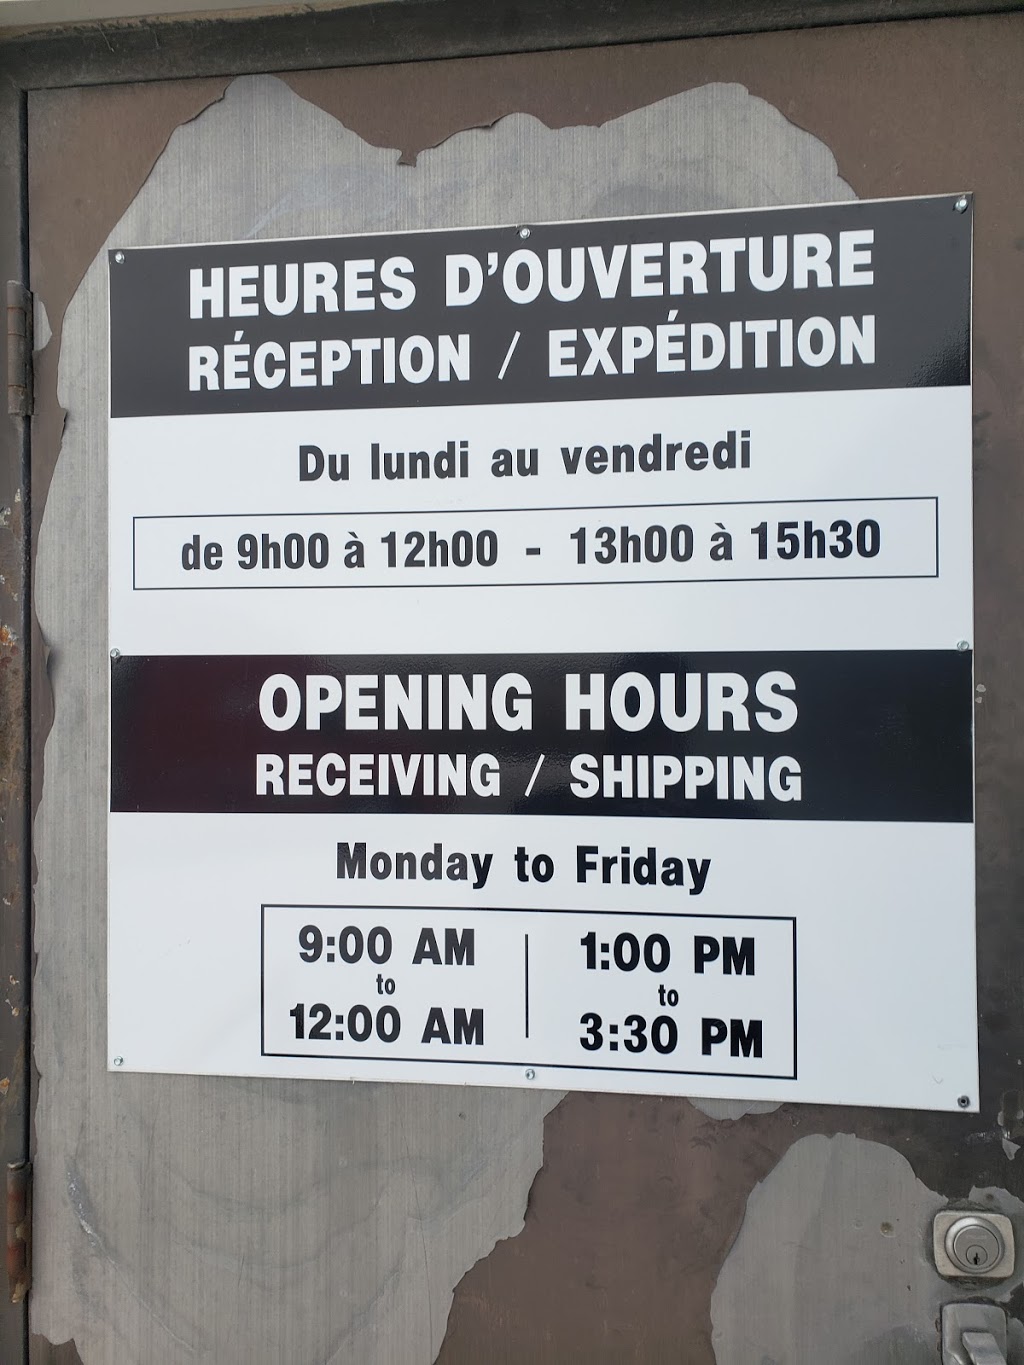 HEURES D'OUVERTURE
RÉCEPTION / EXPÉDITION
Du lundi au vendredi
de 9h00 à 12h00 - 13h00 à 15h30
OPENING HOURS
RECEIVING / SHIPPING
Monday to Friday
9:00 AM
to
12:00 AM
1:00 PM
to
3:30 PM